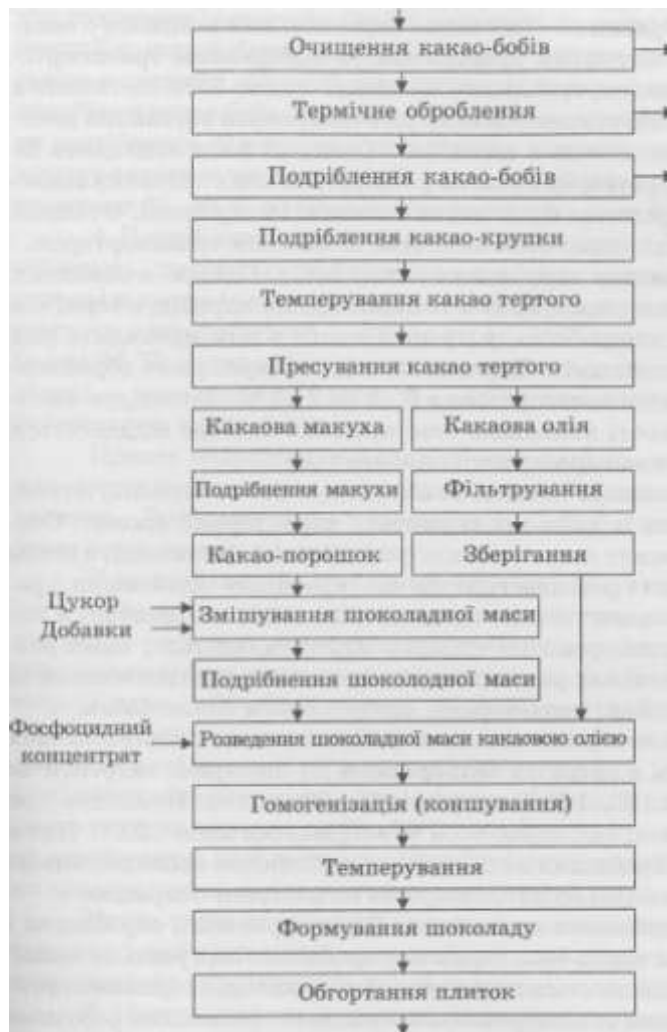 Очищення какао-бобів
Термічне оброблення
Подріблення какао-бобів
Подріблення какао-крупки
Темперування какао тертого
Пресування какао тертого
Какаова макуха
Какаова олія
Подрібнення макухи
Фільтрування
Какао-порошок
Зберігання
Цукор
Добавки
Змішування шоколадної маси
Подрібнення шоколодної маси
Фосфоцидний
концентрат
Розведення шоколадної маси какаовою олією
Гомогенізація (коншування)
Темперування
Формування шоколаду
Обгортання плиток